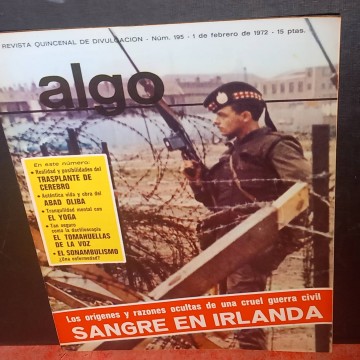 REVISTA QUINCENAL DE DIVULGACION - Núm. 195 - 1 de febrero de 1972 - 15 ptas.
algo
En este número:
• Realidad y posibilidades del
TRASPLANTE DE
CEREBRO
• Auténtica vida y obra del
ABAD OLIBA
• Tranquilidad mental con
EL YOGA
• Tan seguro
como la dactiloscopia
EL TOMAHUELLAS
DE LA VOZ
• EL SONAMBULISMO
¿Una enfermedad?
Los orígenes y razones ocultas de una cruel guerra civil
SANGRE EN IRLANDA